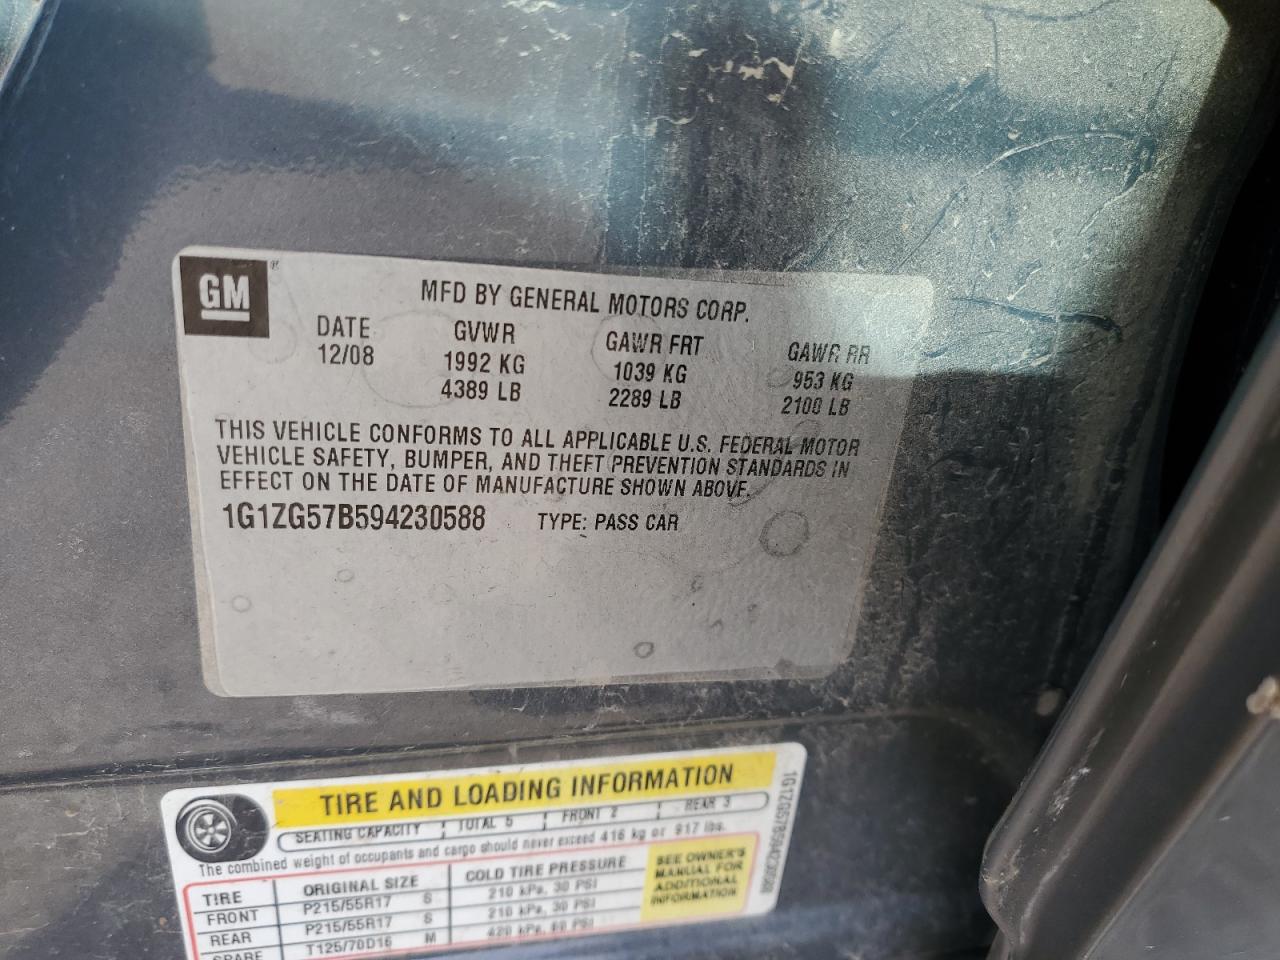 GM ®
MFD BY GENERAL MOTORS CORP.
DATE GVWR GAWR FRT GAWR RR
12/08 1992 KG 1039 KG 953 KG
4389 LB 2289 LB 2100 LB
THIS VEHICLE CONFORMS TO ALL APPLICABLE U.S. FEDERAL MOTOR
VEHICLE SAFETY, BUMPER, AND THEFT PREVENTION STANDARDS IN
EFFECT ON THE DATE OF MANUFACTURE SHOWN ABOVE.
1G1ZG57B594230588 TYPE: PASS CAR
TIRE AND LOADING INFORMATION
SEATING CAPACITY TOTAL 5 FRONT 2 REAR 3
The combined weight of occupants and cargo should never exceed 416 kg or 917 lbs.
TIRE ORIGINAL SIZE COLD TIRE PRESSURE
FRONT P215/55R17 S 210 kPa, 30 PSI
REAR P215/55R17 S 210 kPa, 30 PSI
SPARE T125/70D16 M 420 kPa, 60 PSI
SEE OWNER'S
MANUAL FOR
ADDITIONAL
INFORMATION
1G1ZG57B594230588